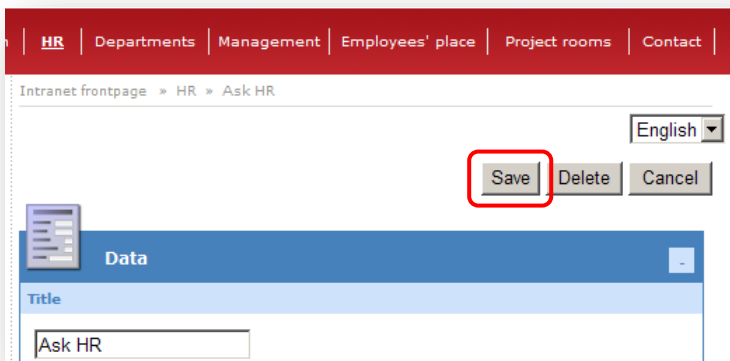 HR Departments Management Employees' place Project rooms Contact
Intranet frontpage » HR » Ask HR
English
Save Delete Cancel
Data -
Title
Ask HR